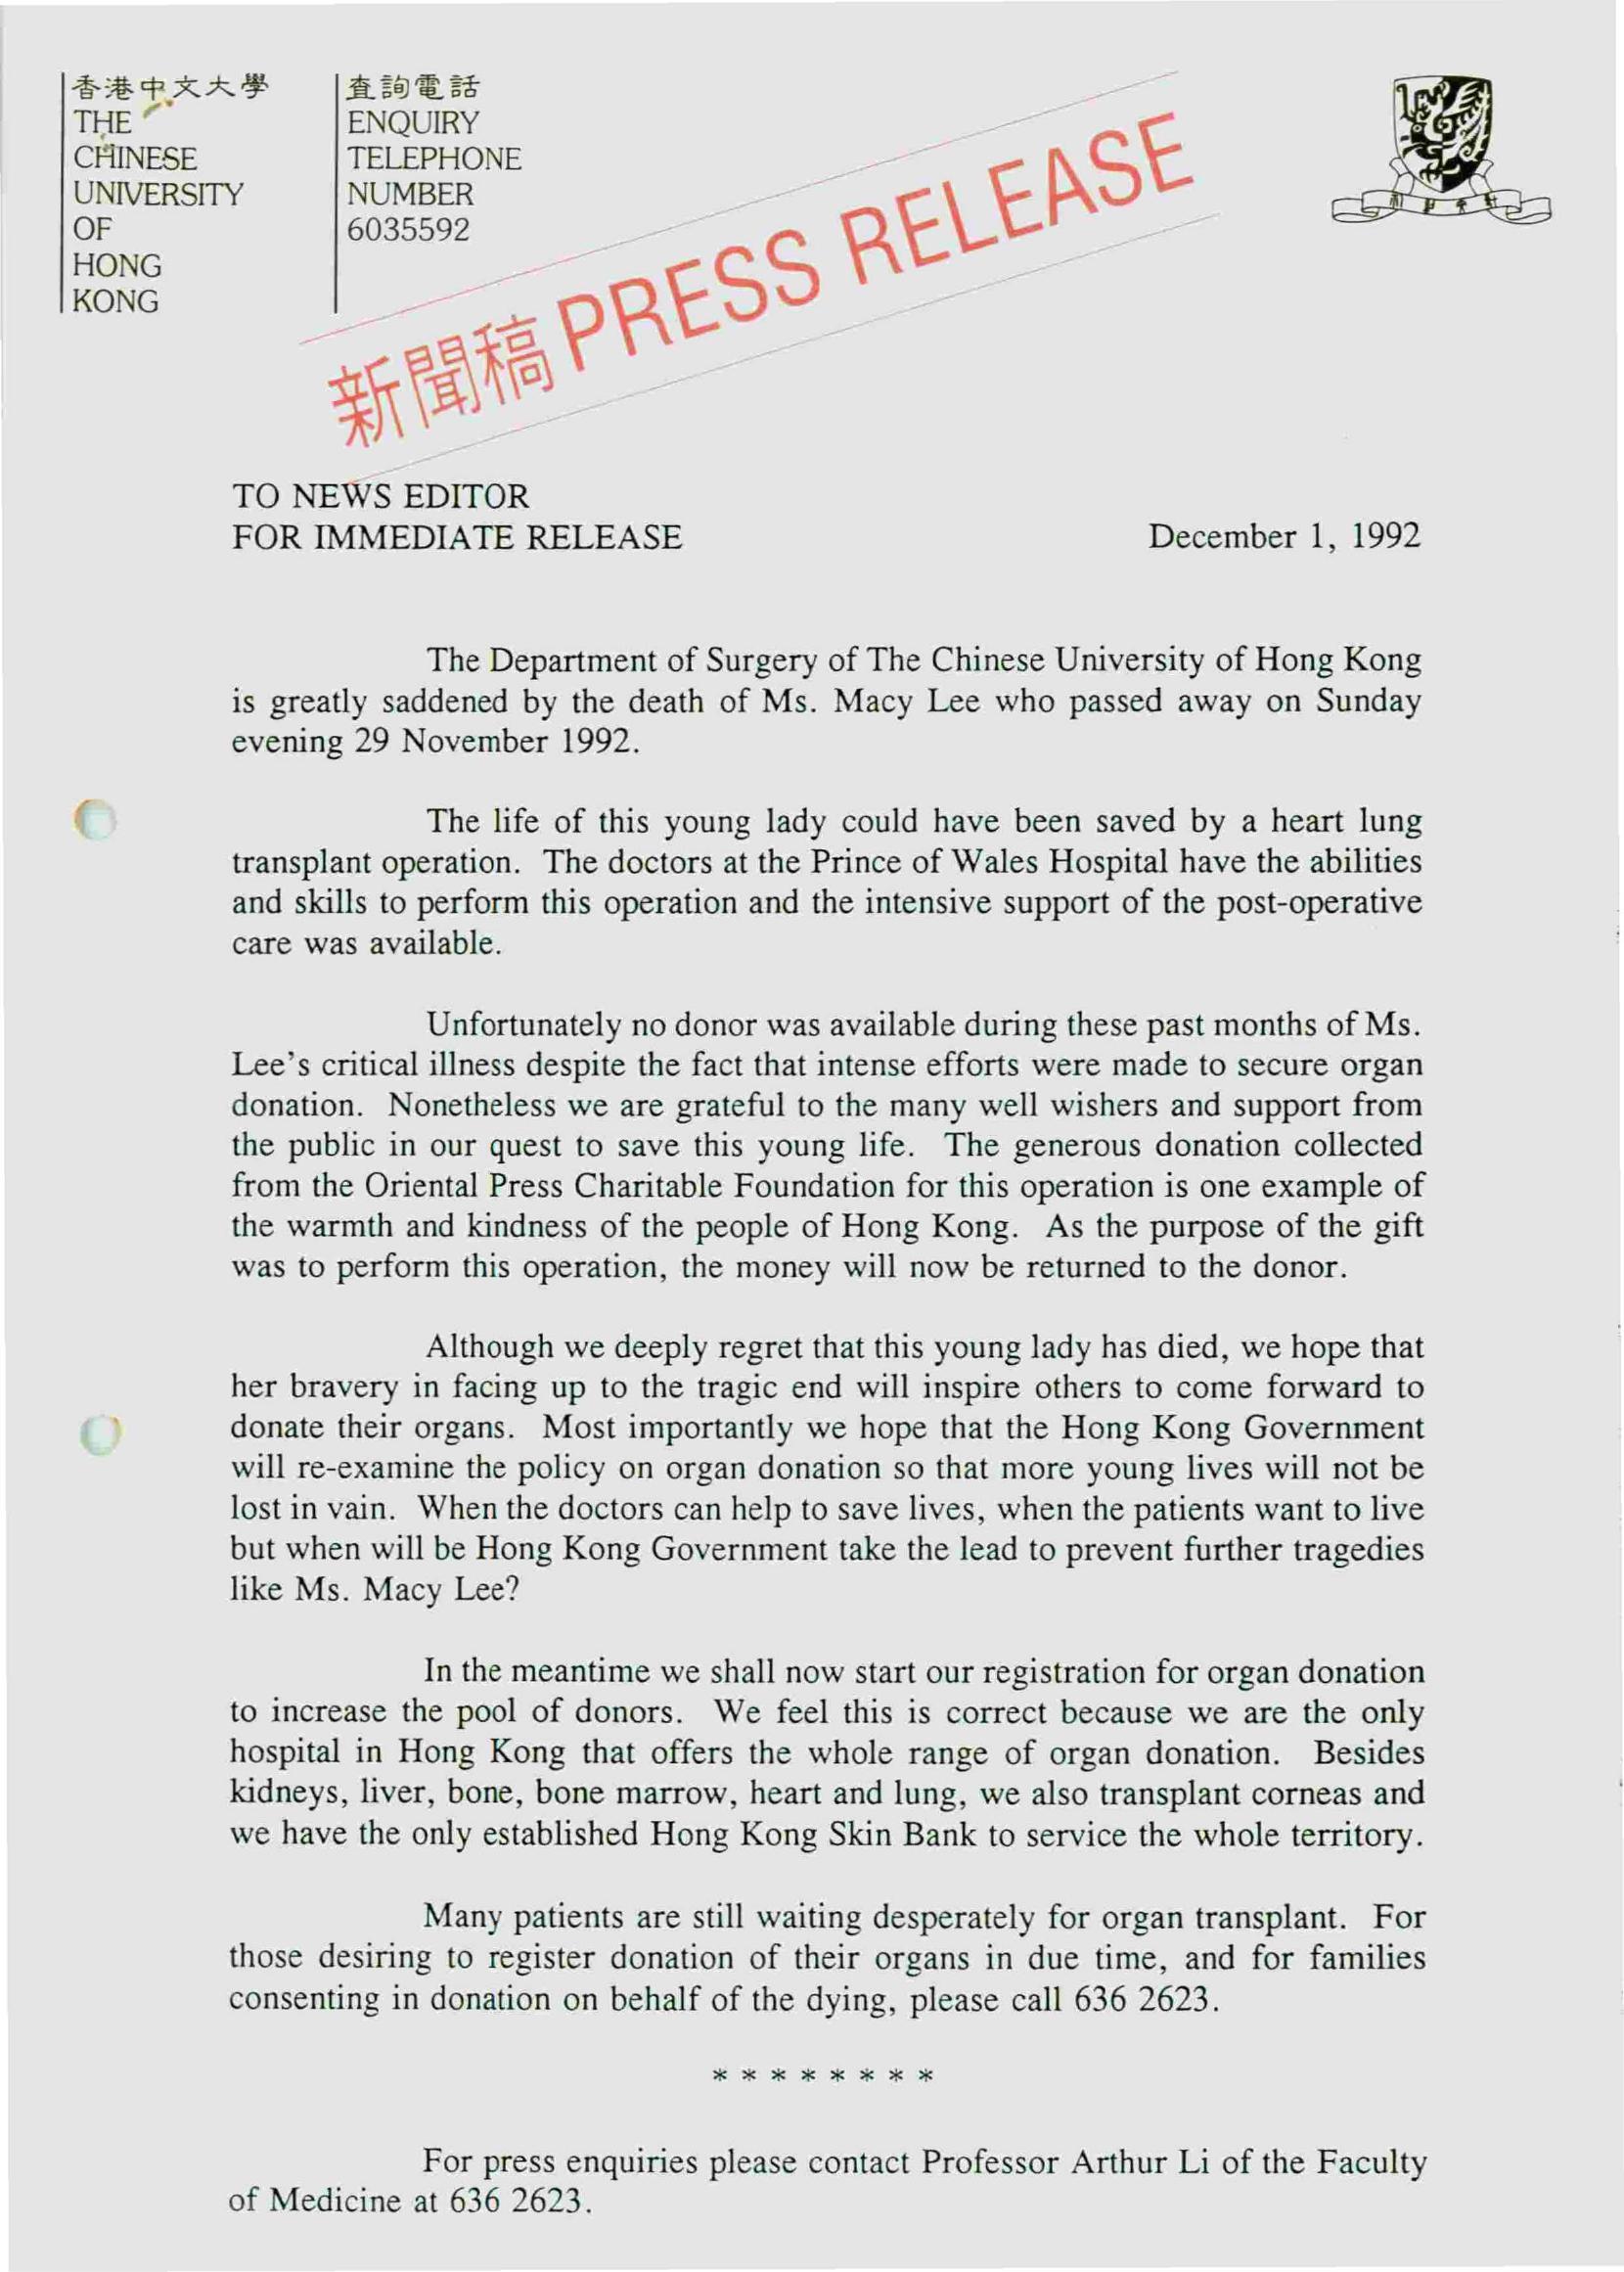 香港中文大學
THE
CHINESE
UNIVERSITY
OF
HONG
KONG
查詢電話
ENQUIRY
TELEPHONE
NUMBER
6035592
新聞稿 PRESS RELEASE
TO NEWS EDITOR
FOR IMMEDIATE RELEASE
December 1, 1992
The Department of Surgery of The Chinese University of Hong Kong
is greatly saddened by the death of Ms. Macy Lee who passed away on Sunday
evening 29 November 1992.
The life of this young lady could have been saved by a heart lung
transplant operation. The doctors at the Prince of Wales Hospital have the abilities
and skills to perform this operation and the intensive support of the post-operative
care was available.
Unfortunately no donor was available during these past months of Ms.
Lee's critical illness despite the fact that intense efforts were made to secure organ
donation. Nonetheless we are grateful to the many well wishers and support from
the public in our quest to save this young life. The generous donation collected
from the Oriental Press Charitable Foundation for this operation is one example of
the warmth and kindness of the people of Hong Kong. As the purpose of the gift
was to perform this operation, the money will now be returned to the donor.
Although we deeply regret that this young lady has died, we hope that
her bravery in facing up to the tragic end will inspire others to come forward to
donate their organs. Most importantly we hope that the Hong Kong Government
will re-examine the policy on organ donation so that more young lives will not be
lost in vain. When the doctors can help to save lives, when the patients want to live
but when will be Hong Kong Government take the lead to prevent further tragedies
like Ms. Macy Lee?
In the meantime we shall now start our registration for organ donation
to increase the pool of donors. We feel this is correct because we are the only
hospital in Hong Kong that offers the whole range of organ donation. Besides
kidneys, liver, bone, bone marrow, heart and lung, we also transplant corneas and
we have the only established Hong Kong Skin Bank to service the whole territory.
Many patients are still waiting desperately for organ transplant. For
those desiring to register donation of their organs in due time, and for families
consenting in donation on behalf of the dying, please call 636 2623.
* * * * * * * *
For press enquiries please contact Professor Arthur Li of the Faculty
of Medicine at 636 2623.